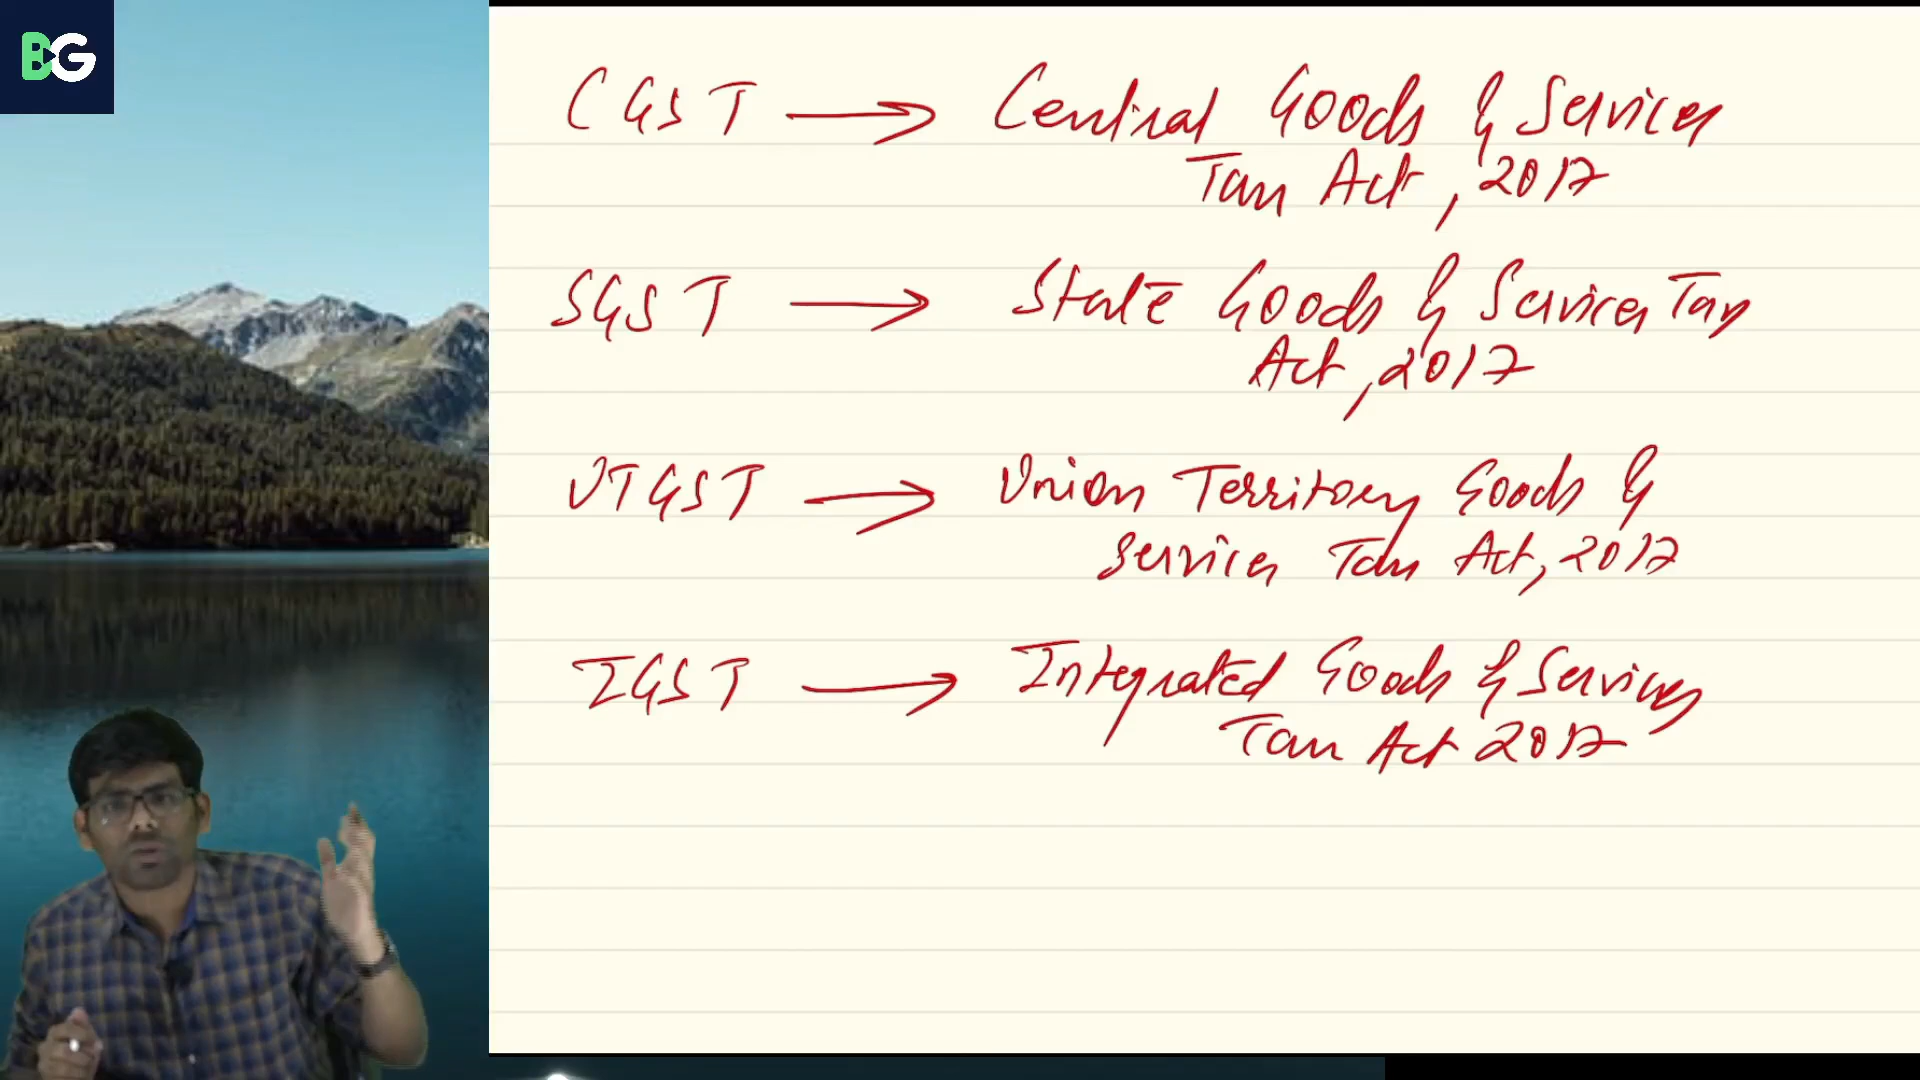 BG
CGST → Central Goods & Services
Tax Act, 2017
SGST → State Goods & Services Tax
Act, 2017
UTGST → Union Territory Goods &
Services Tax Act, 2017
IGST → Integrated Goods & Services
Tax Act 2017